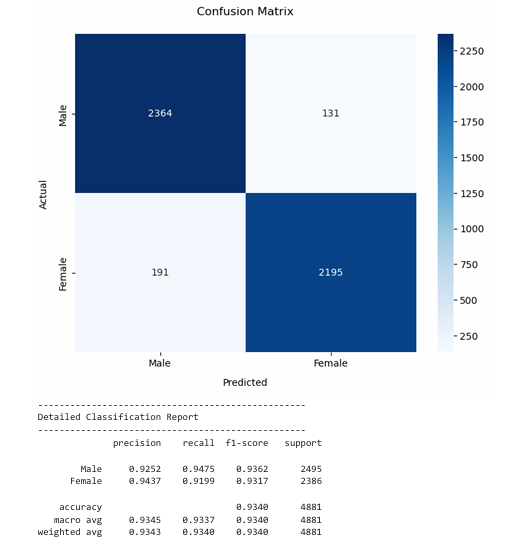 Confusion Matrix
Male
2364
131
Actual
Female
191
2195
Male
Female
Predicted
2250
2000
1750
1500
1250
1000
750
500
250
--------------------------------------------------
Detailed Classification Report
--------------------------------------------------
precision recall f1-score support
Male 0.9252 0.9475 0.9362 2495
Female 0.9437 0.9199 0.9317 2386
accuracy 0.9340 4881
macro avg 0.9345 0.9337 0.9340 4881
weighted avg 0.9343 0.9340 0.9340 4881